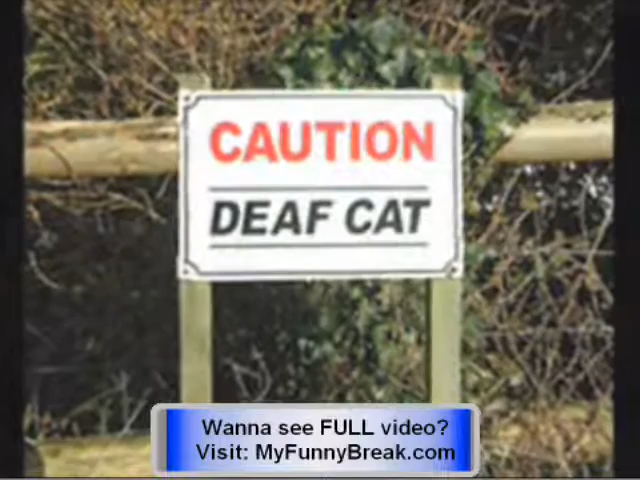 CAUTION
DEAF CAT
Wanna see FULL video?
Visit: MyFunnyBreak.com